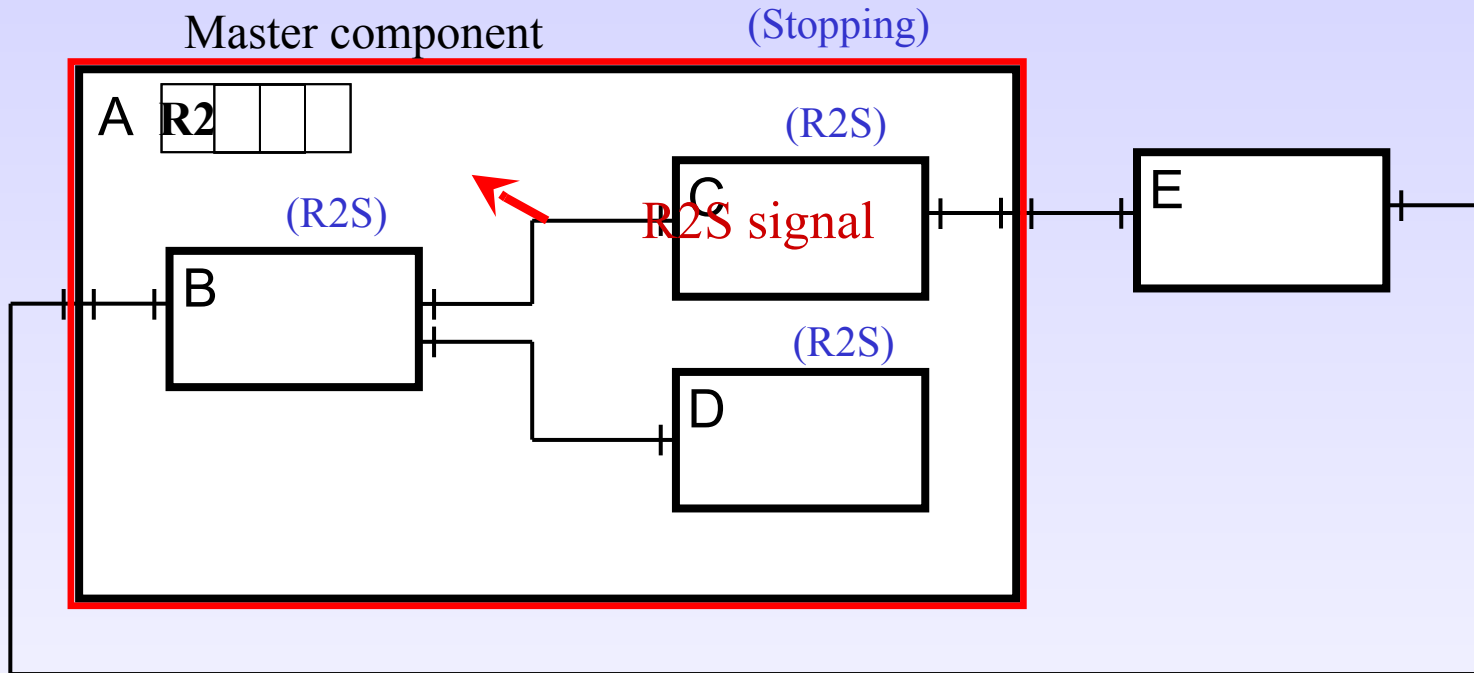 Master component
(Stopping)
A
R2
(R2S)
C
E
(R2S)
R2S signal
B
(R2S)
D